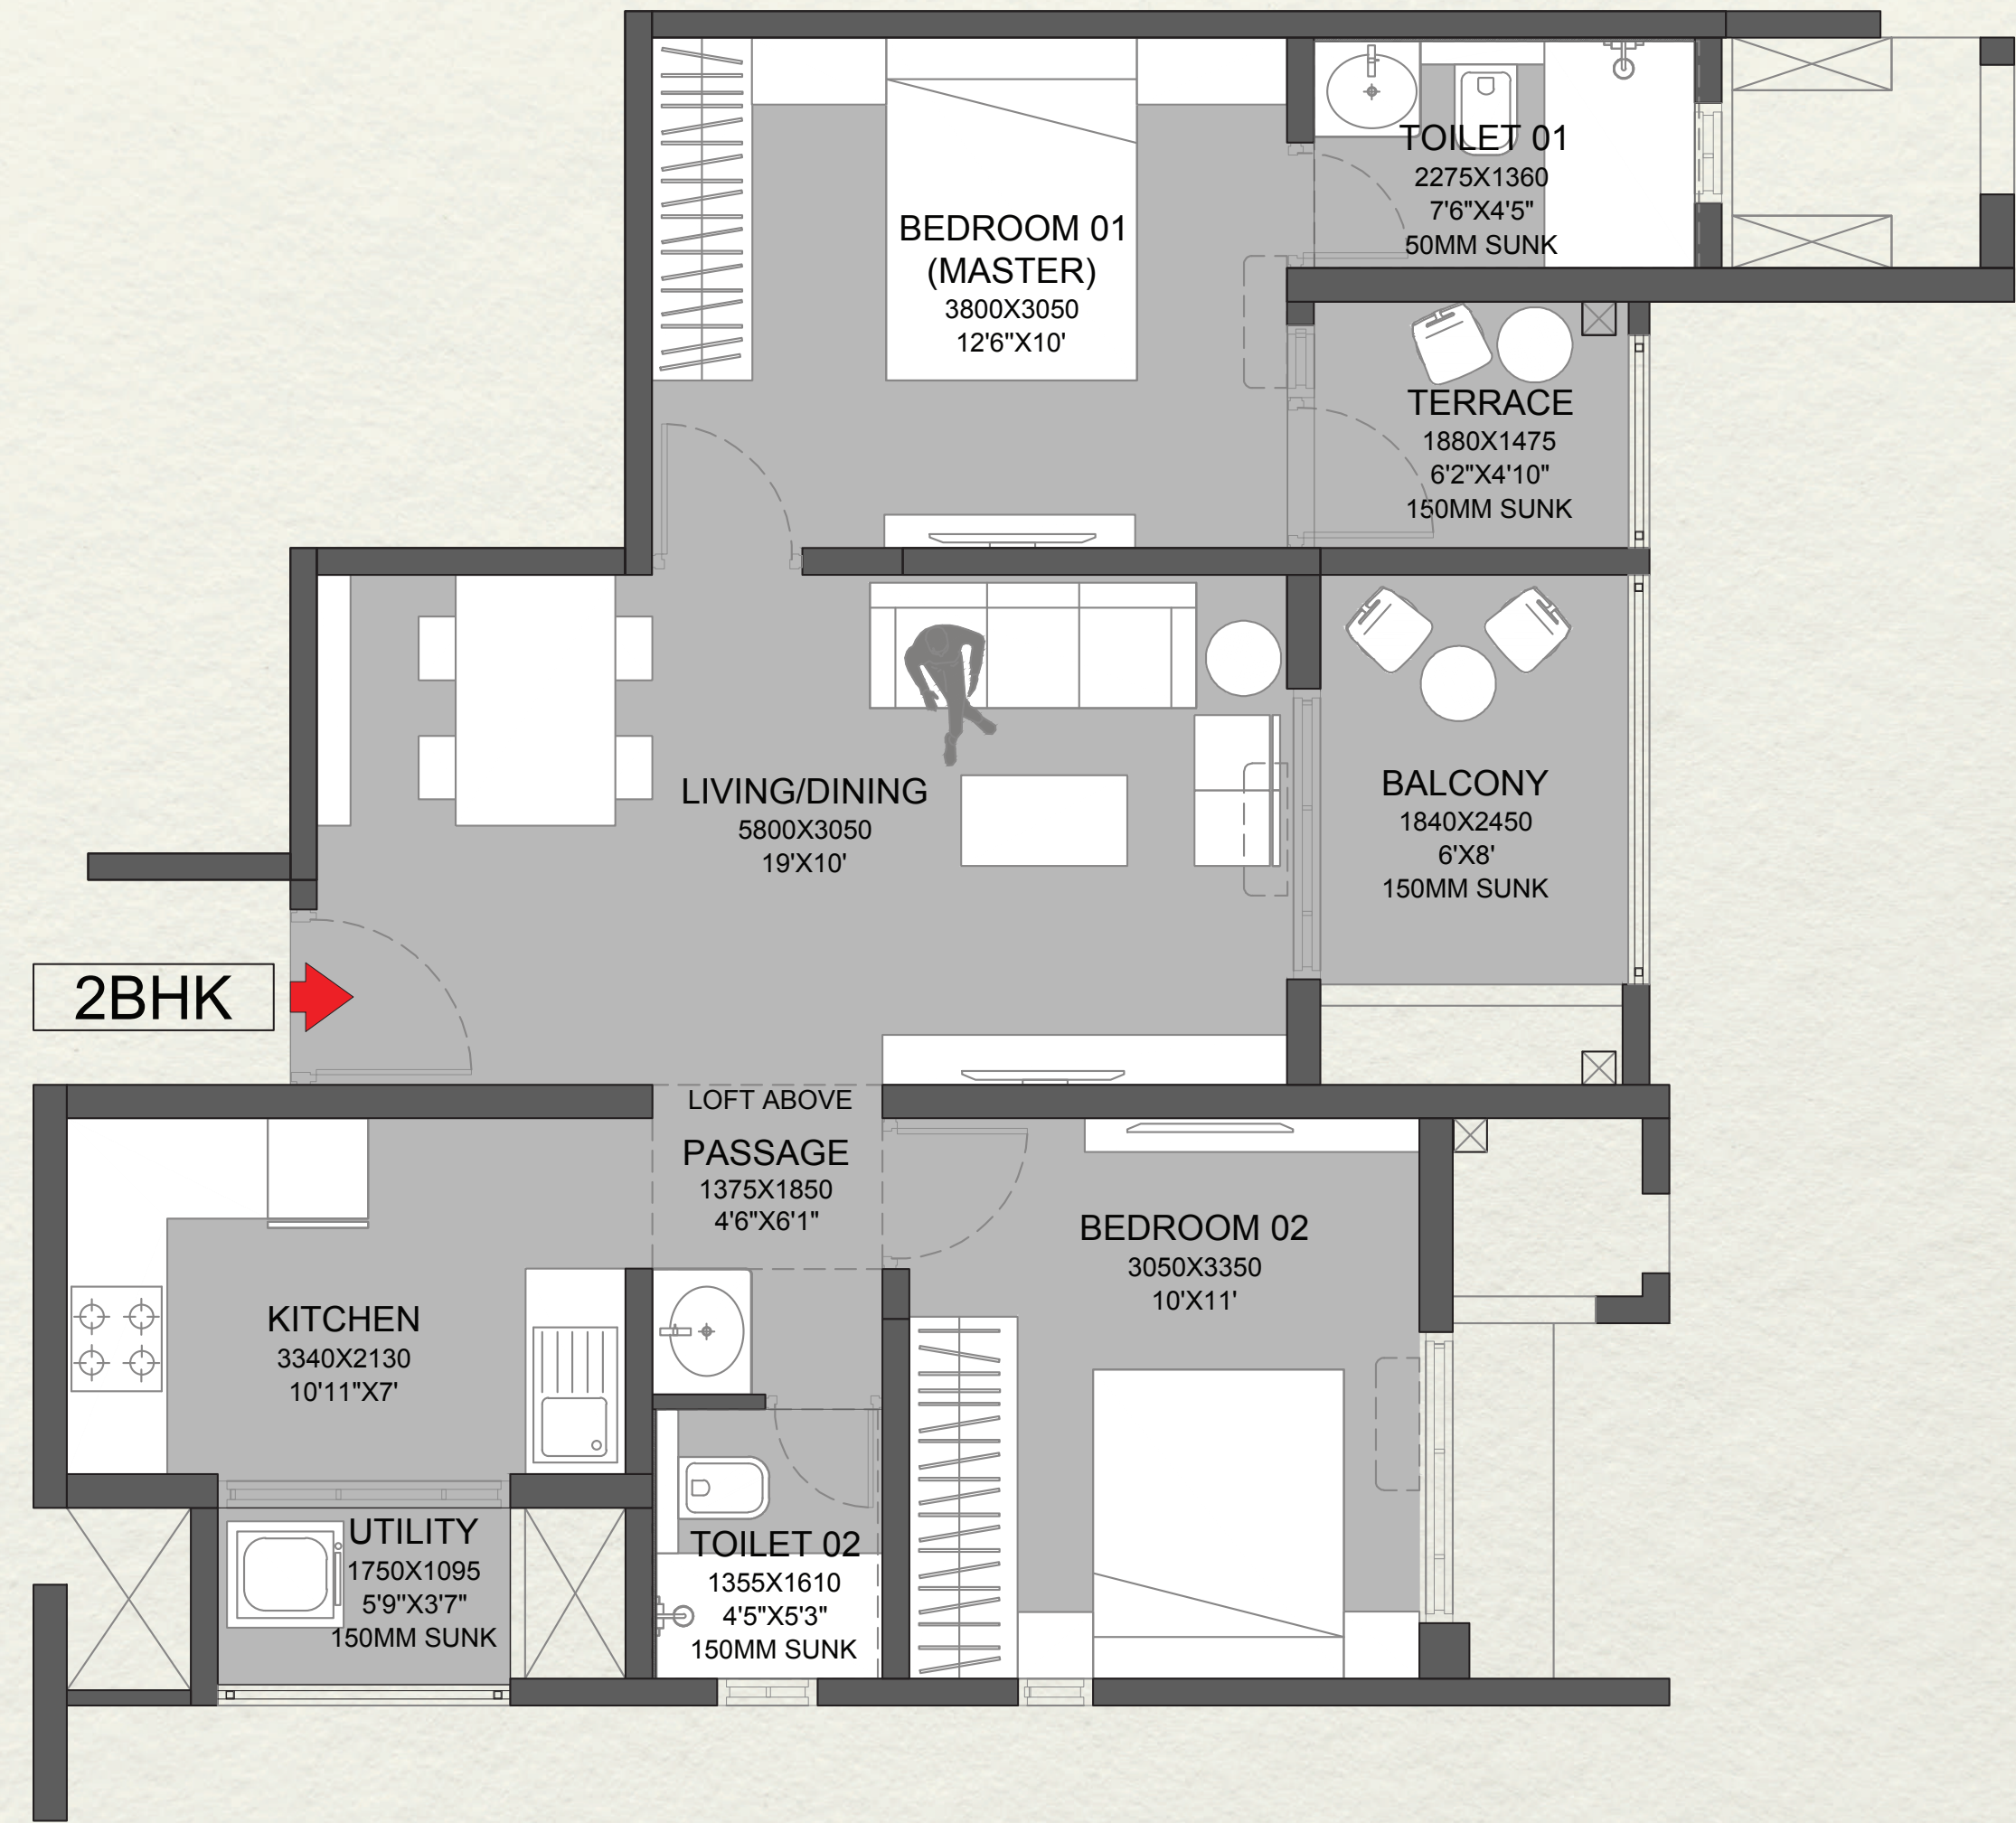 BEDROOM 01
(MASTER)
3800X3050
12'6"X10'
TOILET 01
2275X1360
7'6"X4'5"
50MM SUNK
TERRACE
1880X1475
6'2"X4'10"
150MM SUNK
LIVING/DINING
5800X3050
19'X10'
BALCONY
1840X2450
6'X8'
150MM SUNK
2BHK
LOFT ABOVE
PASSAGE
1375X1850
4'6"X6'1"
BEDROOM 02
3050X3350
10'X11'
KITCHEN
3340X2130
10'11"X7'
UTILITY
1750X1095
5'9"X3'7"
150MM SUNK
TOILET 02
1355X1610
4'5"X5'3"
150MM SUNK